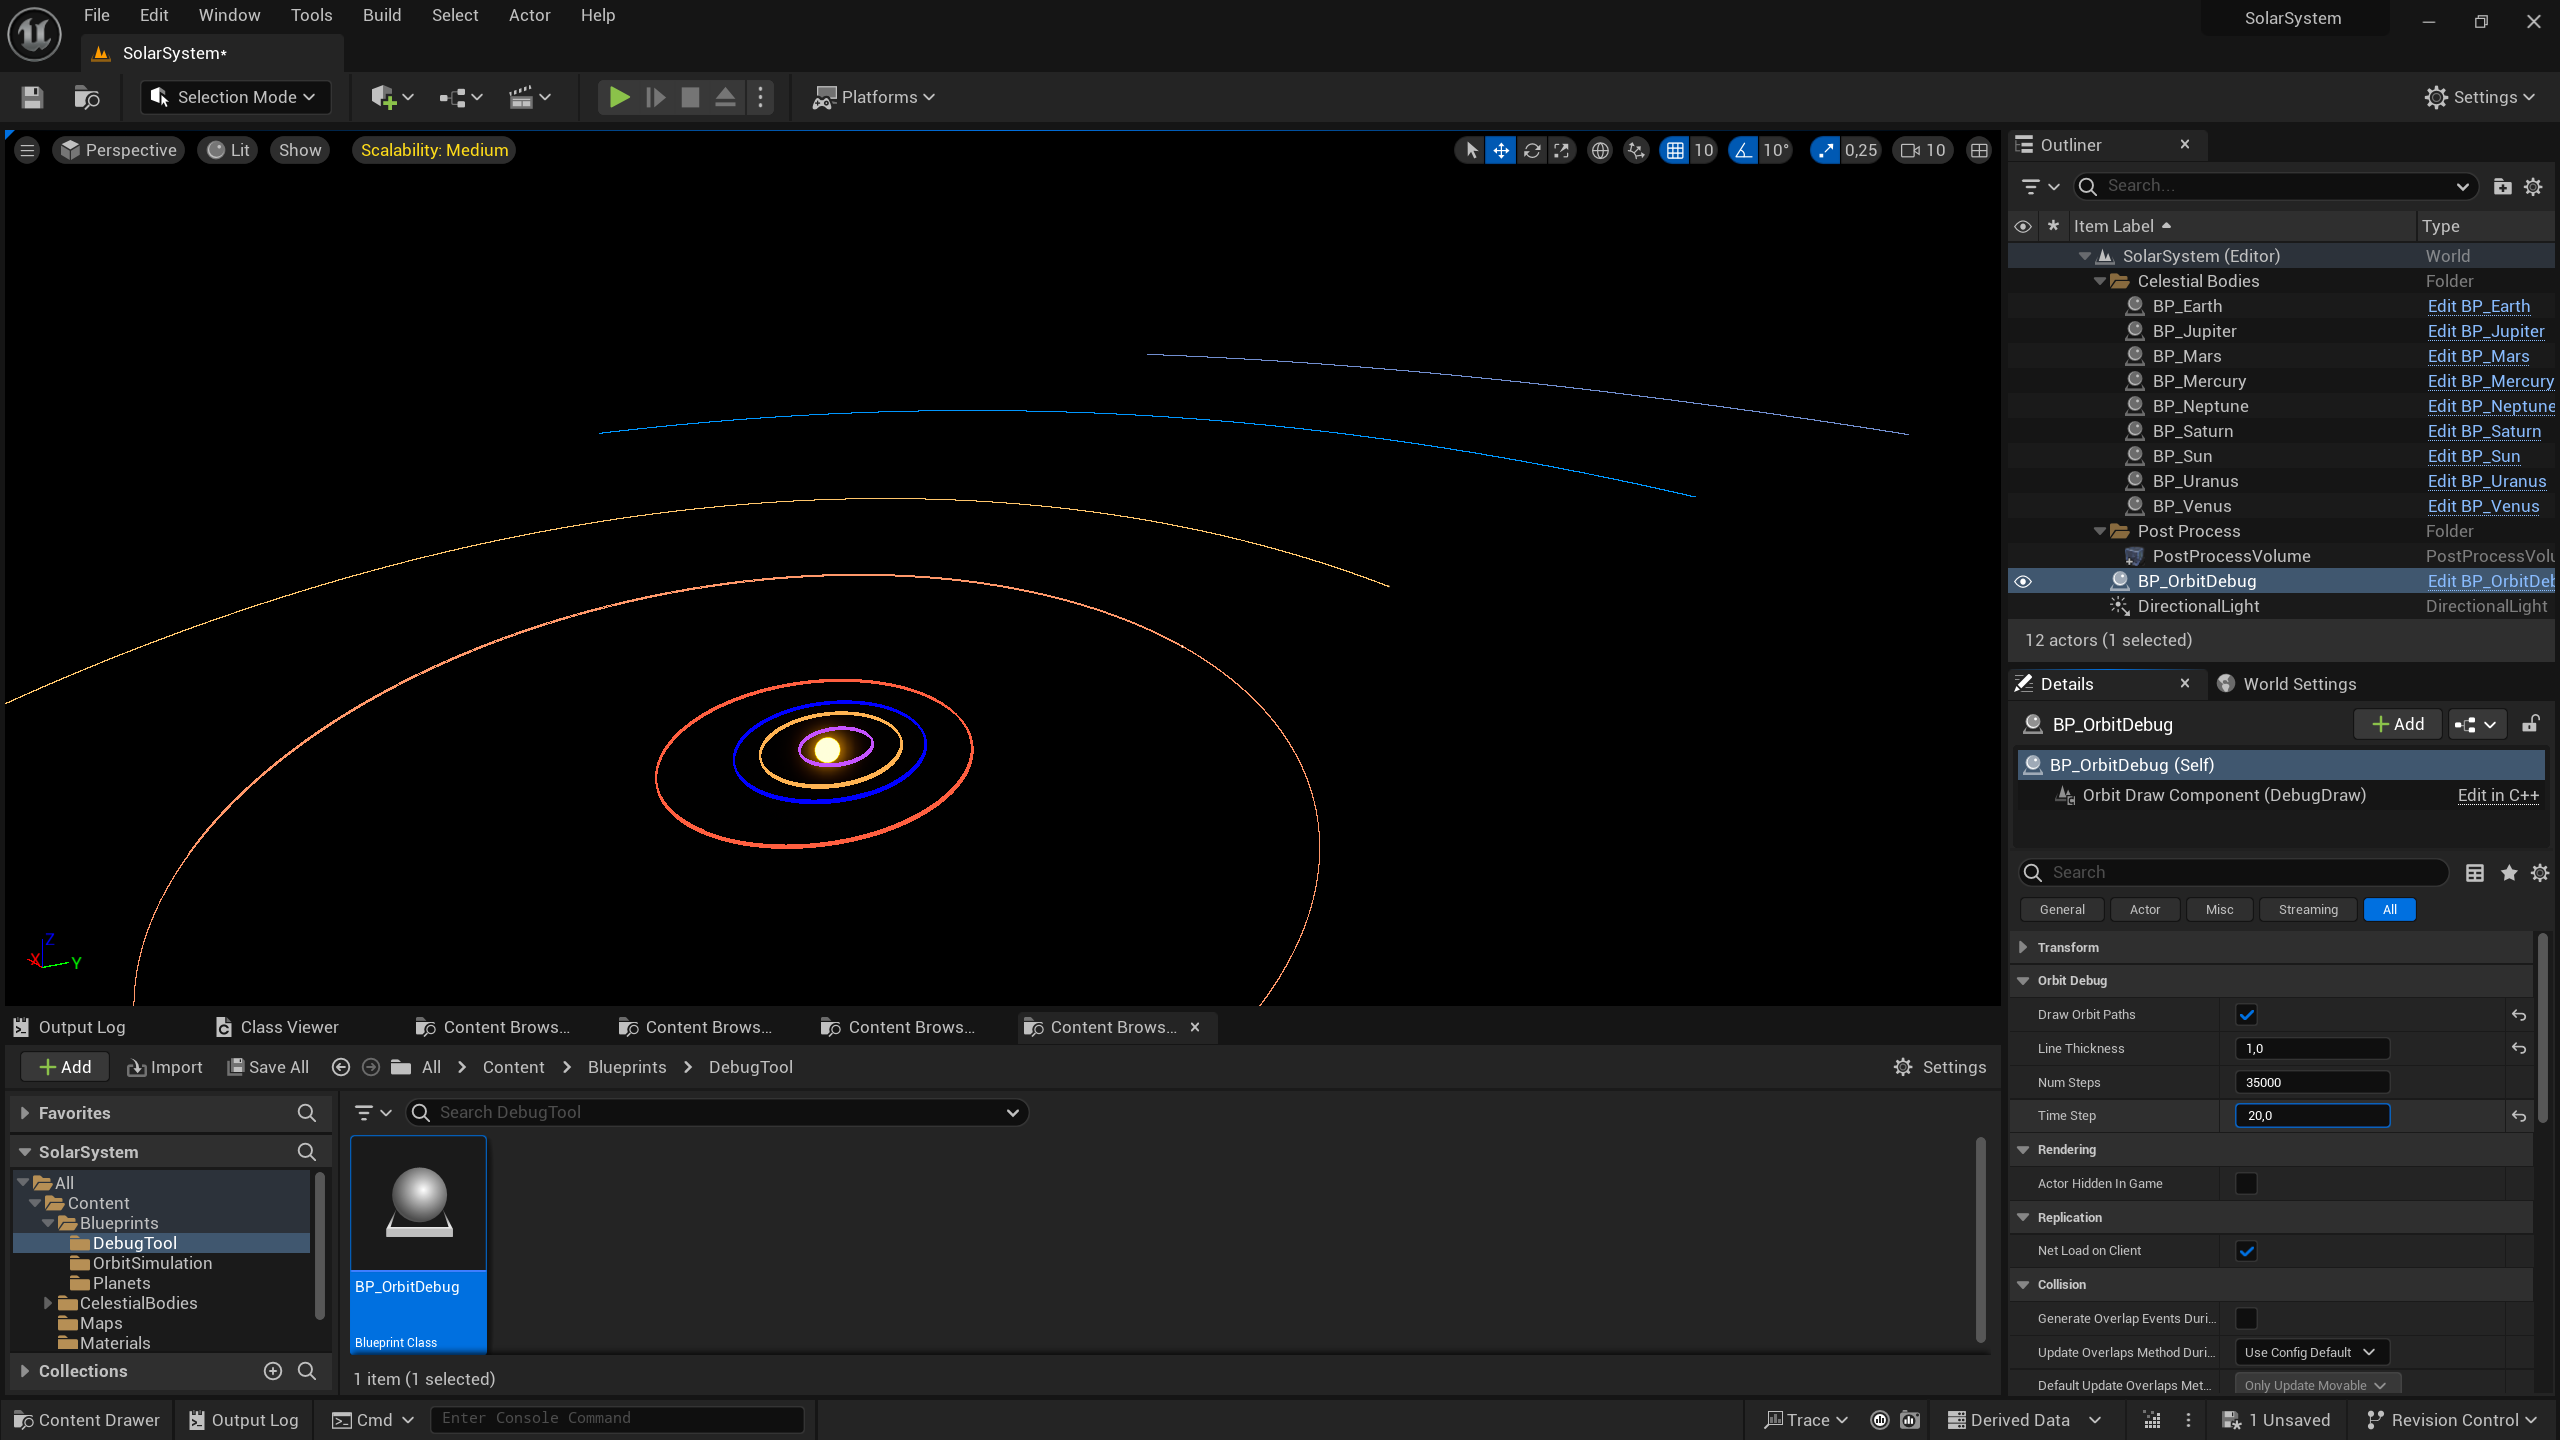 File Edit Window Tools Build Select Actor Help
SolarSystem
SolarSystem*
Selection Mode
Platforms
Settings
Perspective Lit Show Scalability: Medium
10 10° 0,25 10
Outliner
Search...
* Item Label Type
SolarSystem (Editor) World
Celestial Bodies Folder
BP_Earth Edit BP_Earth
BP_Jupiter Edit BP_Jupiter
BP_Mars Edit BP_Mars
BP_Mercury Edit BP_Mercury
BP_Neptune Edit BP_Neptune
BP_Saturn Edit BP_Saturn
BP_Sun Edit BP_Sun
BP_Uranus Edit BP_Uranus
BP_Venus Edit BP_Venus
Post Process Folder
PostProcessVolume PostProcessVolu
BP_OrbitDebug Edit BP_OrbitDeb
DirectionalLight DirectionalLight
12 actors (1 selected)
Details World Settings
BP_OrbitDebug Add
BP_OrbitDebug (Self)
Orbit Draw Component (DebugDraw) Edit in C++
Search
General Actor Misc Streaming All
Transform
Orbit Debug
Draw Orbit Paths
Line Thickness 1,0
Num Steps 35000
Time Step 20,0
Rendering
Actor Hidden In Game
Replication
Net Load on Client
Collision
Generate Overlap Events Duri...
Update Overlaps Method Duri... Use Config Default
Default Update Overlaps Met... Only Update Movable
Z
X
Y
Output Log Class Viewer Content Brows... Content Brows... Content Brows... Content Brows...
Add Import Save All All Content Blueprints DebugTool Settings
Favorites
Search DebugTool
SolarSystem
All
Content
Blueprints
DebugTool
OrbitSimulation
Planets
CelestialBodies
Maps
Materials
Collections
BP_OrbitDebug
Blueprint Class
1 item (1 selected)
Content Drawer Output Log Cmd Enter Console Command Trace Derived Data 1 Unsaved Revision Control